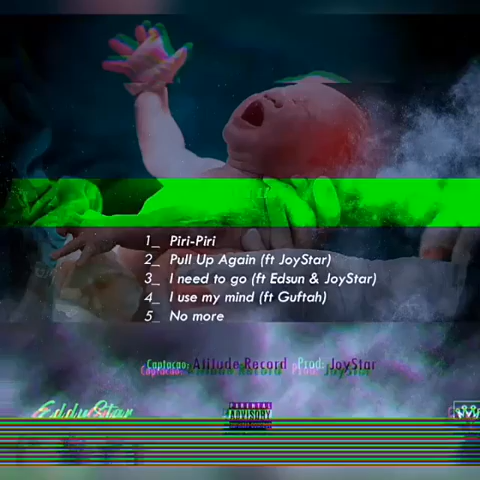 1_ Piri-Piri
2_ Pull Up Again (ft JoyStar)
3_ I need to go (ft Edsun & JoyStar)
4_ I use my mind (ft Guftah)
5_ No more
Captacao: Atitude Record Prod: JoyStar
EddyStar
PARENTAL
ADVISORY